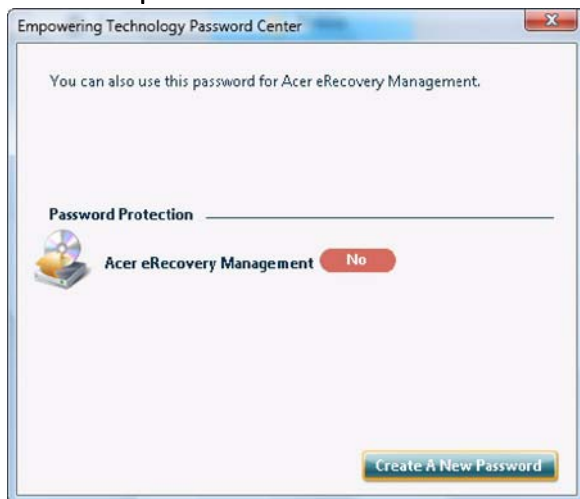 Empowering Technology Password Center
You can also use this password for Acer eRecovery Management.
Password Protection
Acer eRecovery Management No
Create A New Password